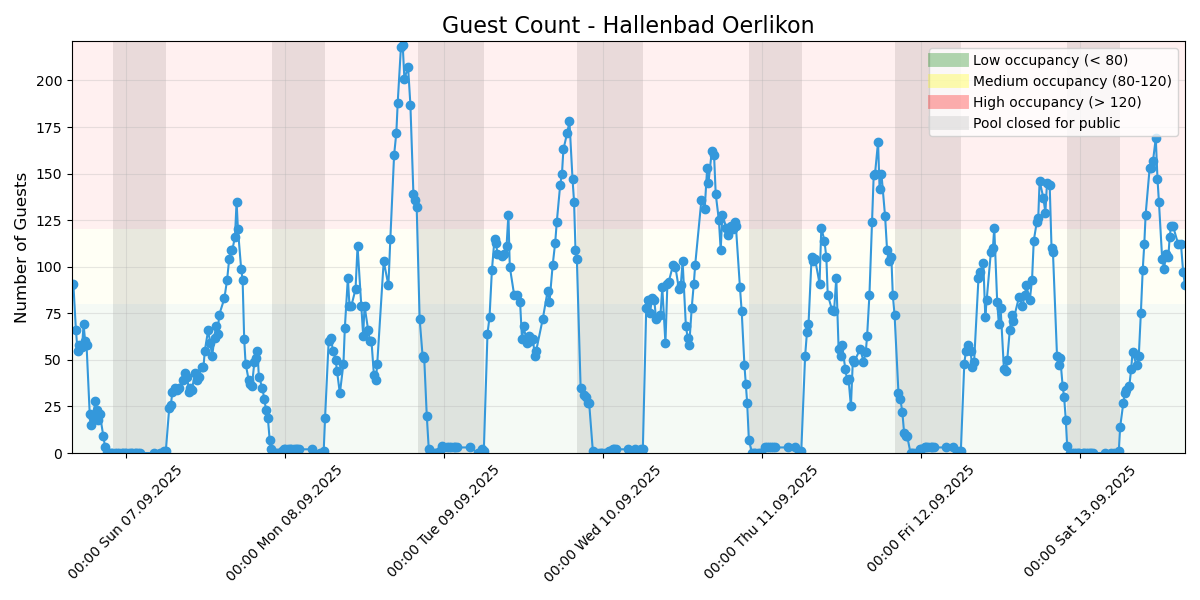 Guest Count - Hallenbad Oerlikon
Low occupancy (< 80)
Medium occupancy (80-120)
High occupancy (> 120)
Pool closed for public
Number of Guests
200
175
150
125
100
75
50
25
0
00:00 Sun 07.09.2025
00:00 Mon 08.09.2025
00:00 Tue 09.09.2025
00:00 Wed 10.09.2025
00:00 Thu 11.09.2025
00:00 Fri 12.09.2025
00:00 Sat 13.09.2025